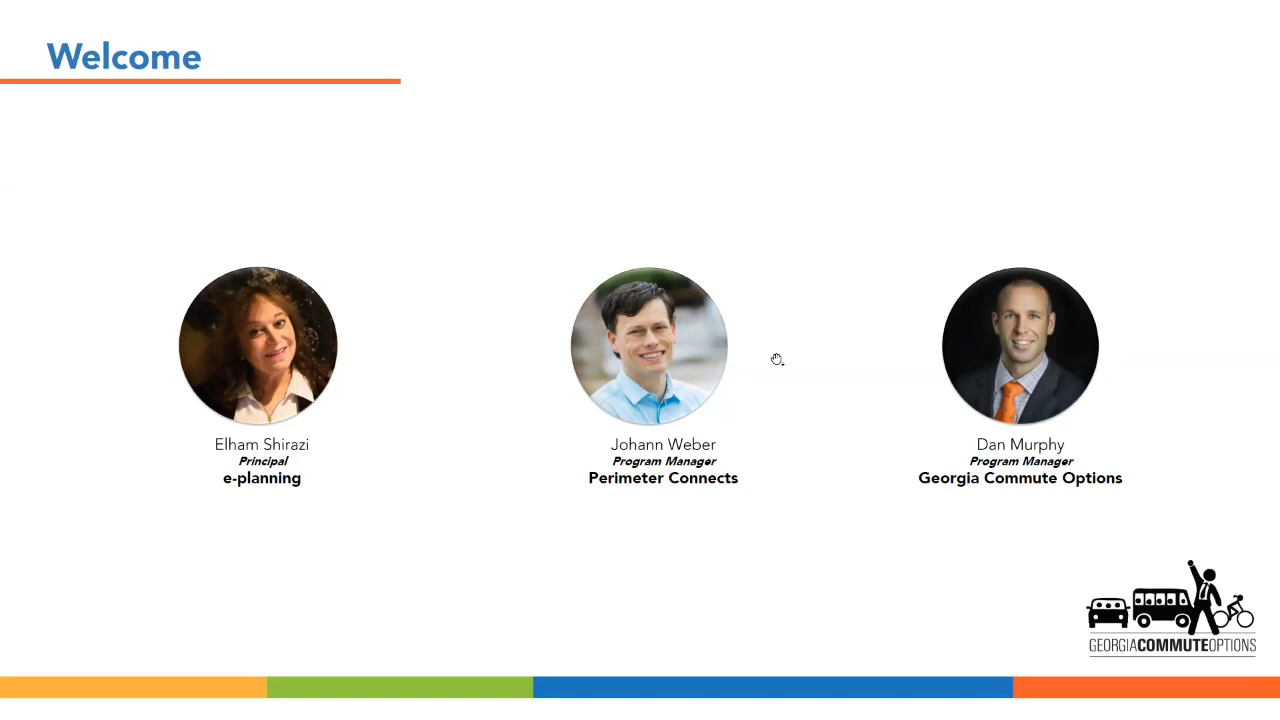 Welcome
Elham Shirazi
Principal
e-planning
Johann Weber
Program Manager
Perimeter Connects
Dan Murphy
Program Manager
Georgia Commute Options
GEORGIACOMMUTEOPTIONS